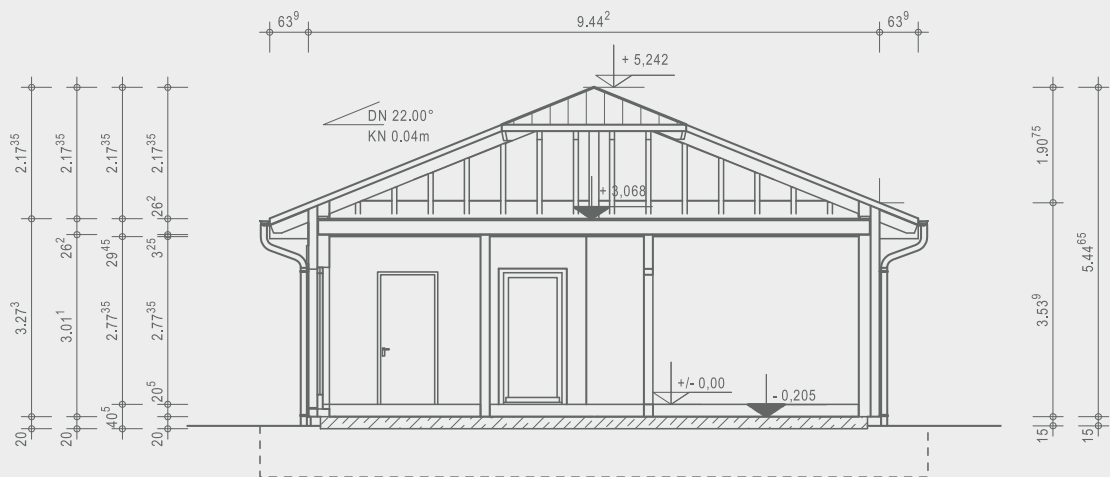 63⁹ 9.44² 63⁹
+ 5,242
DN 22.00°
KN 0.04m
2.17³⁵ 2.17³⁵ 2.17³⁵ 2.17³⁵
1.90⁷⁵
+ 3,068
26²
26² 29⁴⁵ 3²⁵
5.44⁶⁵
3.27³ 3.01¹ 2.77³⁵ 2.77³⁵
3.53⁹
+/- 0,00
- 0,205
20⁵
40⁵
20 20 20
15 15